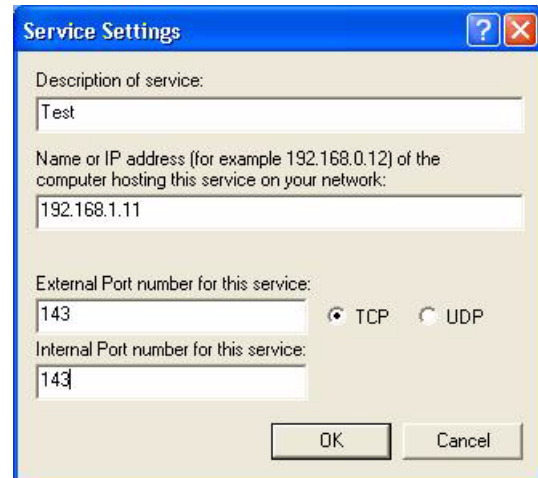 Service Settings
?
Description of service:
Test
Name or IP address (for example 192.168.0.12) of the
computer hosting this service on your network:
192.168.1.11
External Port number for this service:
143 TCP UDP
Internal Port number for this service:
143
OK Cancel